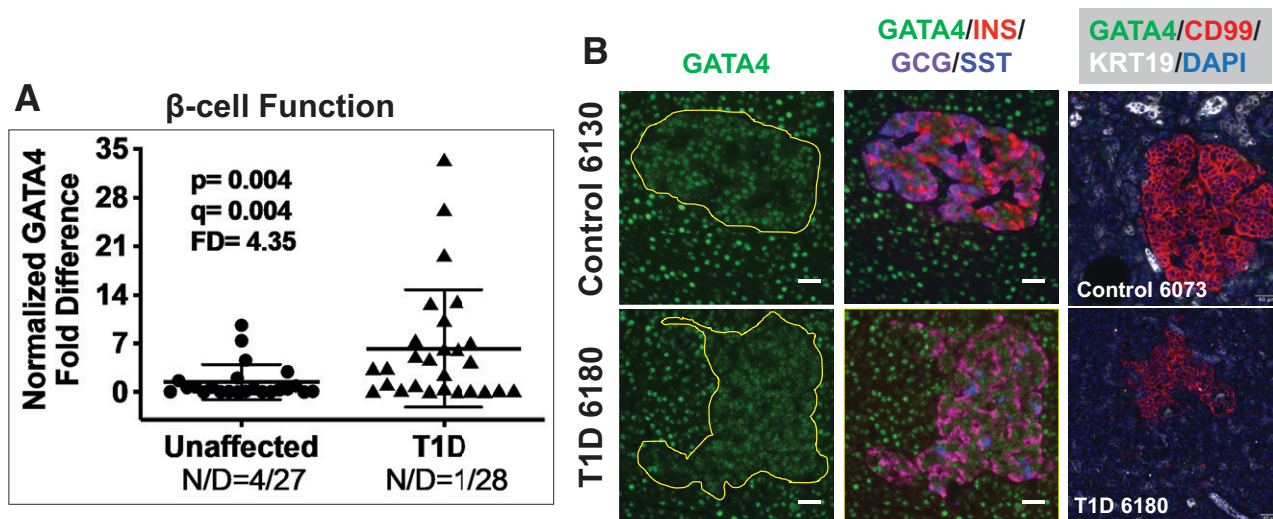 A
β-cell Function
Normalized GATA4
Fold Difference
35
28
21
14
7
0
p= 0.004
q= 0.004
FD= 4.35
Unaffected
T1D
N/D=4/27
N/D=1/28
B
GATA4
GATA4/INS/
GCG/SST
GATA4/CD99/
KRT19/DAPI
Control 6130
Control 6073
T1D 6180
T1D 6180